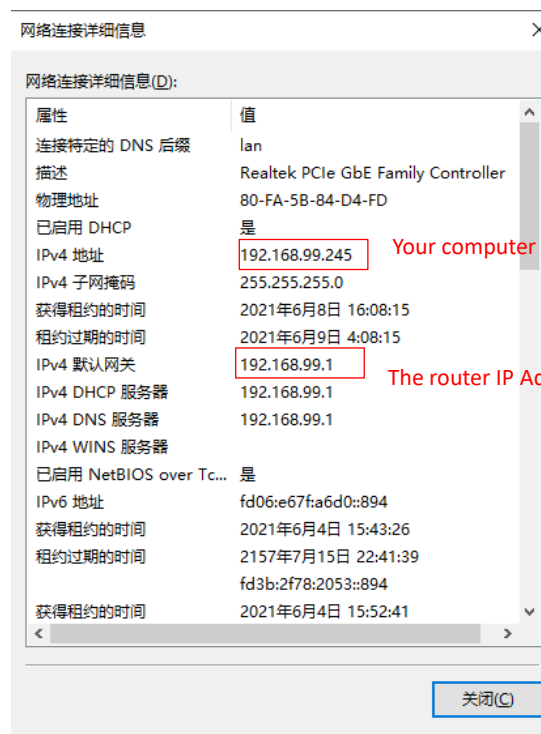 网络连接详细信息
网络连接详细信息(D):
属性 值
连接特定的 DNS 后缀 lan
描述 Realtek PCIe GbE Family Controller
物理地址 80-FA-5B-84-D4-FD
已启用 DHCP 是
IPv4 地址 192.168.99.245 Your computer
IPv4 子网掩码 255.255.255.0
获得租约的时间 2021年6月8日 16:08:15
租约过期的时间 2021年6月9日 4:08:15
IPv4 默认网关 192.168.99.1 The router IP Ad
IPv4 DHCP 服务器 192.168.99.1
IPv4 DNS 服务器 192.168.99.1
IPv4 WINS 服务器
已启用 NetBIOS over Tc... 是
IPv6 地址 fd06:e67f:a6d0::894
获得租约的时间 2021年6月4日 15:43:26
租约过期的时间 2157年7月15日 22:41:39
fd3b:2f78:2053::894
获得租约的时间 2021年6月4日 15:52:41
关闭(C)